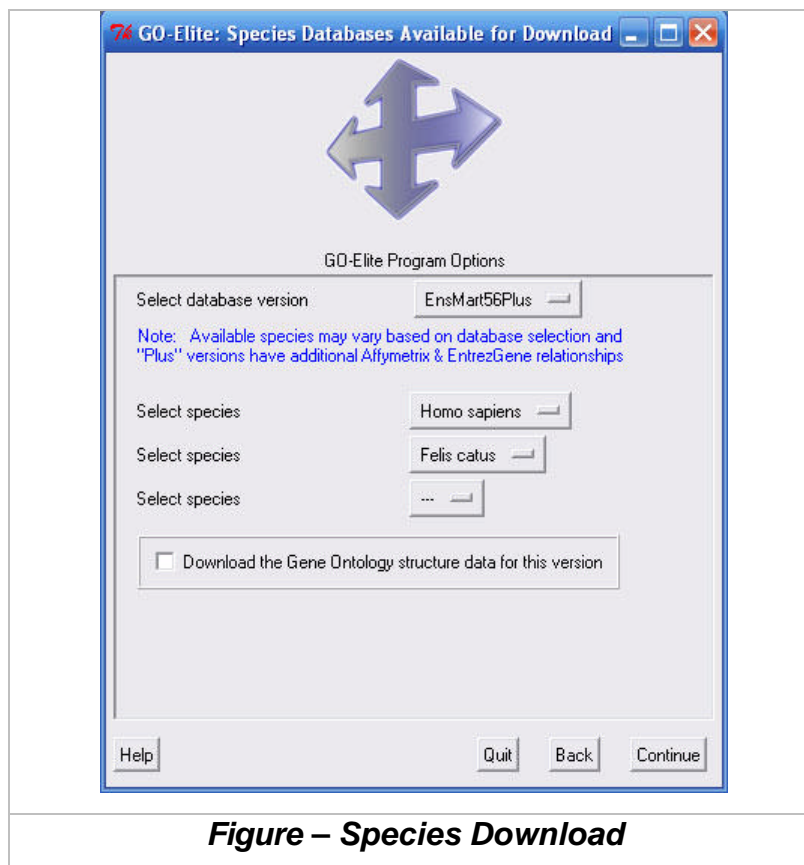 GO-Elite: Species Databases Available for Download
GO-Elite Program Options
Select database version EnsMart56Plus
Note: Available species may vary based on database selection and
"Plus" versions have additional Affymetrix & EntrezGene relationships
Select species Homo sapiens
Select species Felis catus
Select species ---
Download the Gene Ontology structure data for this version
Help Quit Back Continue
Figure – Species Download